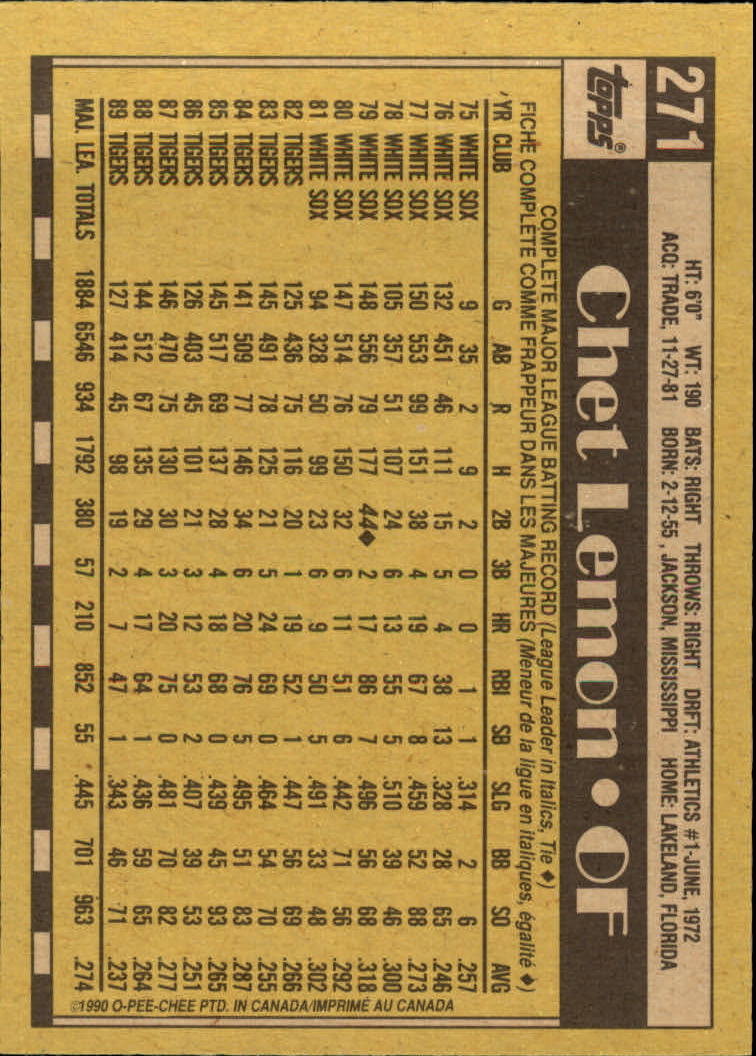 271
HT: 6'0" WT: 190 BATS: RIGHT THROWS: RIGHT DRFT: ATHLETICS #1-JUNE, 1972
ACQ: TRADE, 11-27-81 BORN: 2-12-55, JACKSON, MISSISSIPPI HOME: LAKELAND, FLORIDA
topps®
Chet Lemon • OF
COMPLETE MAJOR LEAGUE BATTING RECORD (League Leader in Italics, Tie ◆)
FICHE COMPLÈTE COMME FRAPPEUR DANS LES MAJEURES (Meneur de la ligue en italiques, égalité ◆)
YR CLUB G AB R H 2B 3B HR RBI SB SLG BB SO AVG
75 WHITE SOX 9 35 2 9 2 0 0 1 1 .314 2 6 .257
76 WHITE SOX 132 451 46 111 15 5 4 38 13 .328 28 65 .246
77 WHITE SOX 150 553 99 151 38 4 19 67 8 .459 52 88 .273
78 WHITE SOX 105 357 51 107 24 6 13 55 5 .510 39 46 .300
79 WHITE SOX 148 556 79 177 44◆ 2 17 86 7 .496 56 68 .318
80 WHITE SOX 147 514 76 150 32 6 11 51 6 .442 71 56 .292
81 WHITE SOX 94 328 50 99 23 6 9 50 5 .491 33 48 .302
82 TIGERS 125 436 75 116 20 1 19 52 1 .447 56 69 .266
83 TIGERS 145 491 78 125 21 5 24 69 0 .464 54 70 .255
84 TIGERS 141 509 77 146 34 6 20 76 5 .495 51 83 .287
85 TIGERS 145 517 69 137 28 4 18 68 0 .439 45 93 .265
86 TIGERS 126 403 45 101 21 3 12 53 2 .407 39 53 .251
87 TIGERS 146 470 75 130 30 3 20 75 0 .481 70 82 .277
88 TIGERS 144 512 67 135 29 4 17 64 1 .436 59 65 .264
89 TIGERS 127 414 45 98 19 2 7 47 1 .343 46 71 .237
MAJ. LEA. TOTALS 1884 6546 934 1792 380 57 210 852 55 .445 701 963 .274
©1990 O-PEE-CHEE PTD. IN CANADA/IMPRIMÉ AU CANADA